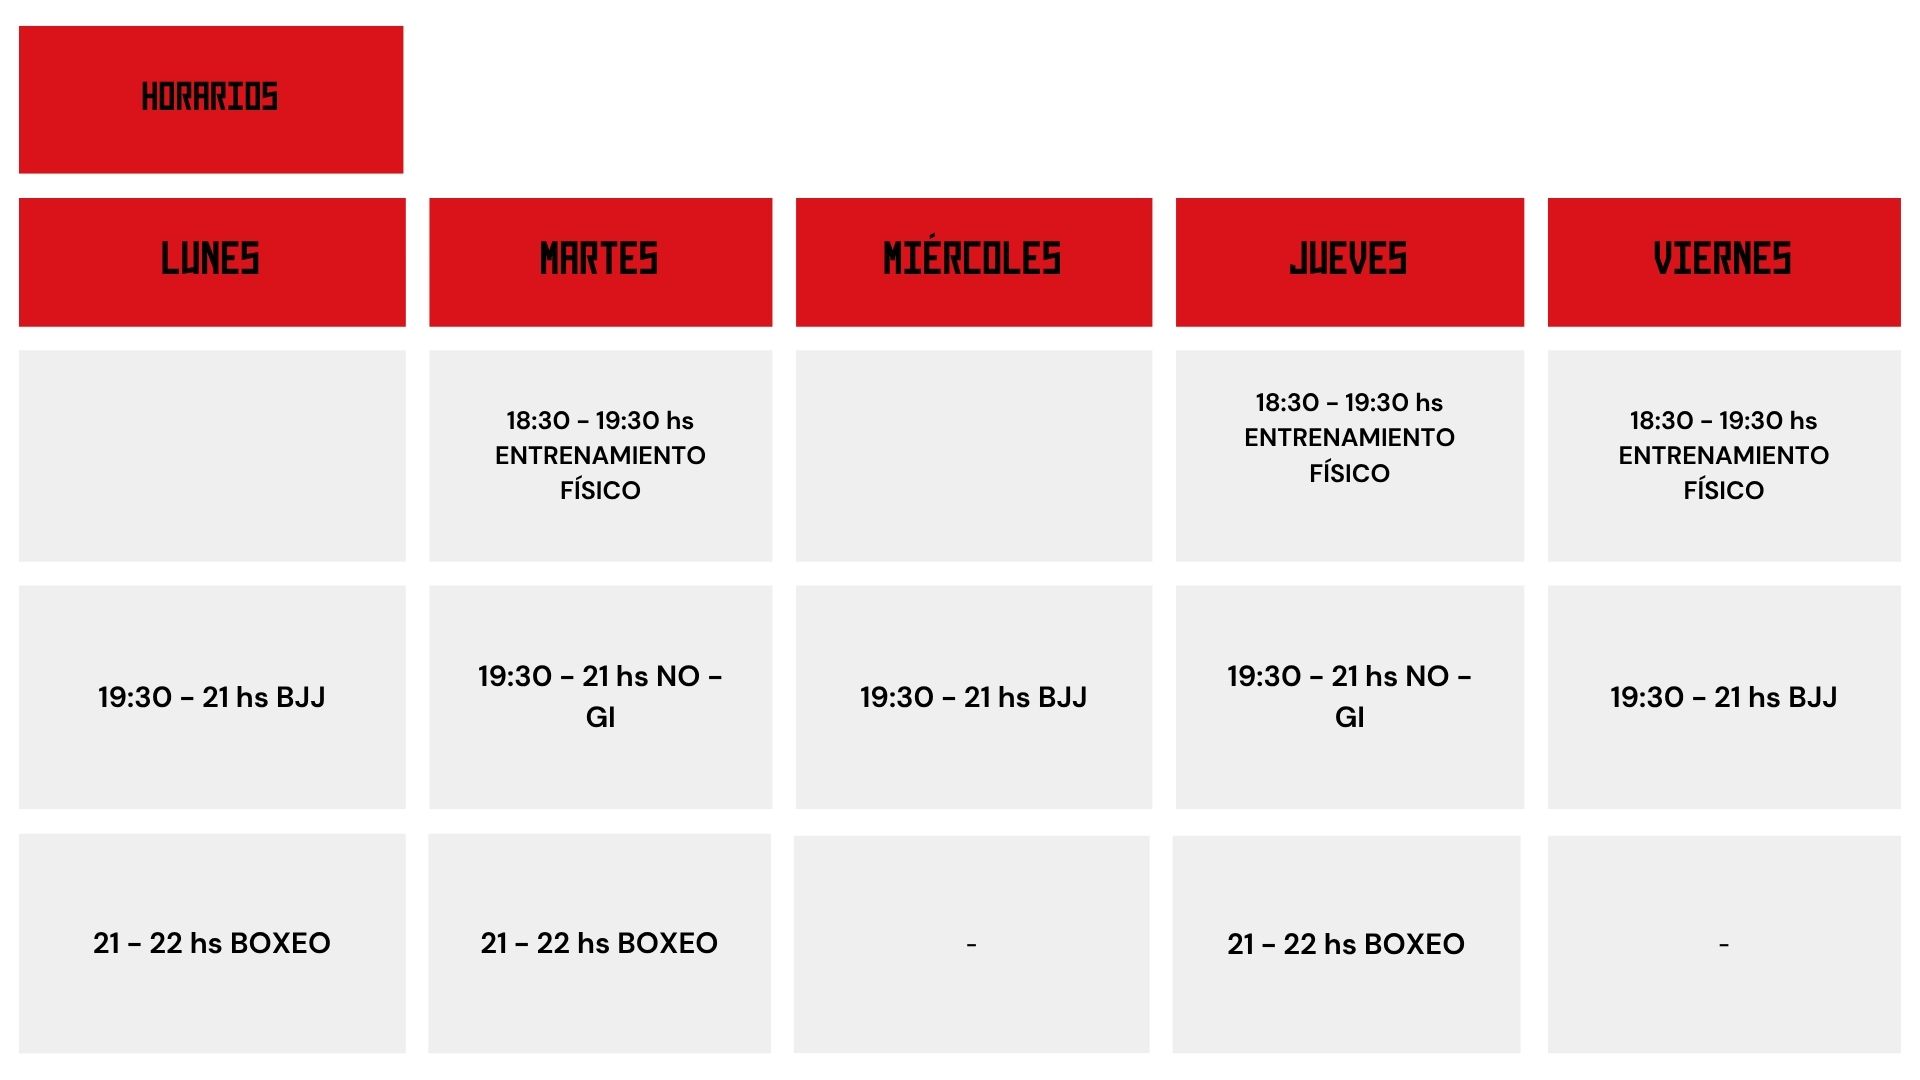 HORARIOS
LUNES
MARTES
MIÉRCOLES
JUEVES
VIERNES
18:30 - 19:30 hs
ENTRENAMIENTO
FÍSICO
18:30 - 19:30 hs
ENTRENAMIENTO
FÍSICO
18:30 - 19:30 hs
ENTRENAMIENTO
FÍSICO
19:30 - 21 hs BJJ
19:30 - 21 hs NO -
GI
19:30 - 21 hs BJJ
19:30 - 21 hs NO -
GI
19:30 - 21 hs BJJ
21 - 22 hs BOXEO
21 - 22 hs BOXEO
-
21 - 22 hs BOXEO
-